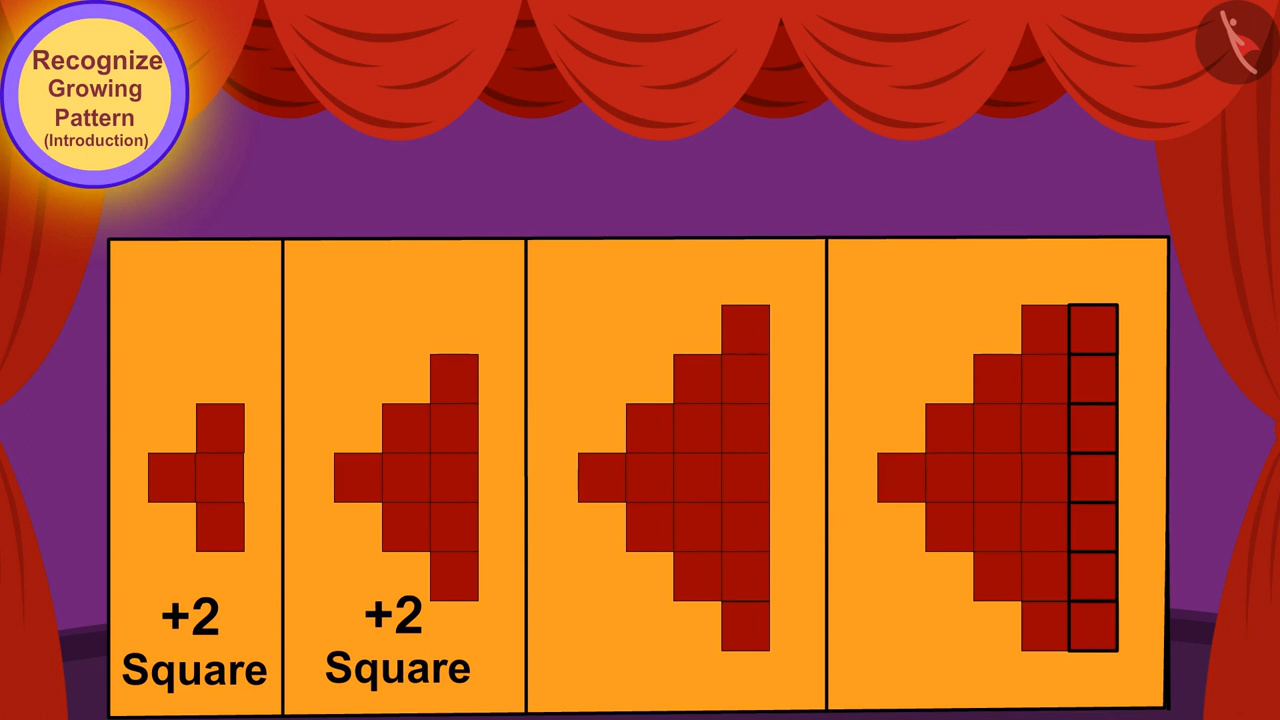 Recognize
Growing
Pattern
(Introduction)
+2
Square
+2
Square